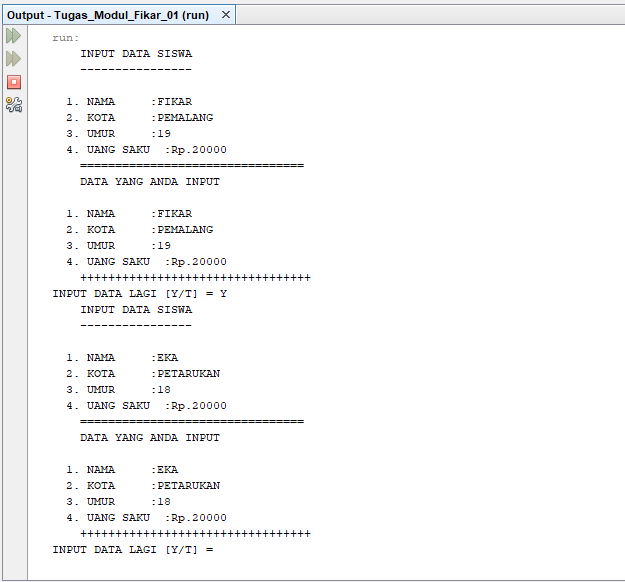 Output - Tugas_Modul_Fikar_01 (run) ×
run:
INPUT DATA SISWA
----------------
1. NAMA     :FIKAR
2. KOTA     :PEMALANG
3. UMUR     :19
4. UANG SAKU  :Rp.20000
================================
DATA YANG ANDA INPUT
1. NAMA     :FIKAR
2. KOTA     :PEMALANG
3. UMUR     :19
4. UANG SAKU  :Rp.20000
+++++++++++++++++++++++++++++++++
INPUT DATA LAGI [Y/T] = Y
INPUT DATA SISWA
----------------
1. NAMA     :EKA
2. KOTA     :PETARUKAN
3. UMUR     :18
4. UANG SAKU  :Rp.20000
================================
DATA YANG ANDA INPUT
1. NAMA     :EKA
2. KOTA     :PETARUKAN
3. UMUR     :18
4. UANG SAKU  :Rp.20000
+++++++++++++++++++++++++++++++++
INPUT DATA LAGI [Y/T] =